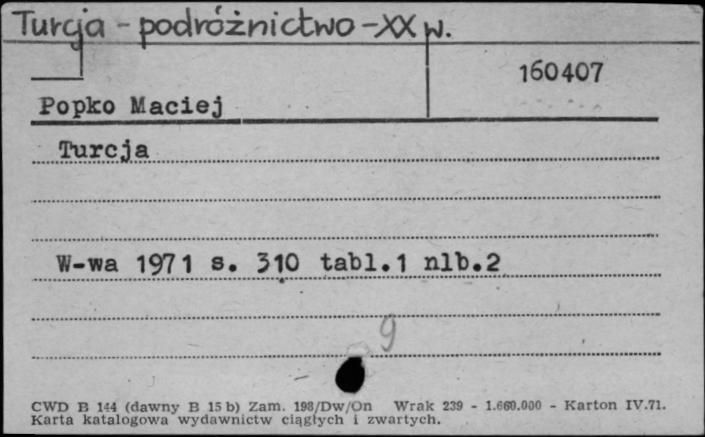 Turcja - podróżnictwo - XX w.
160407
Popko Maciej
Turcja
W-wa 1971 s. 310 tabl.1 nlb.2
9
CWD B 144 (dawny B 15 b) Zam. 198/Dw/On Wrak 239 - 1.660.000 - Karton IV.71.
Karta katalogowa wydawnictw ciągłych i zwartych.